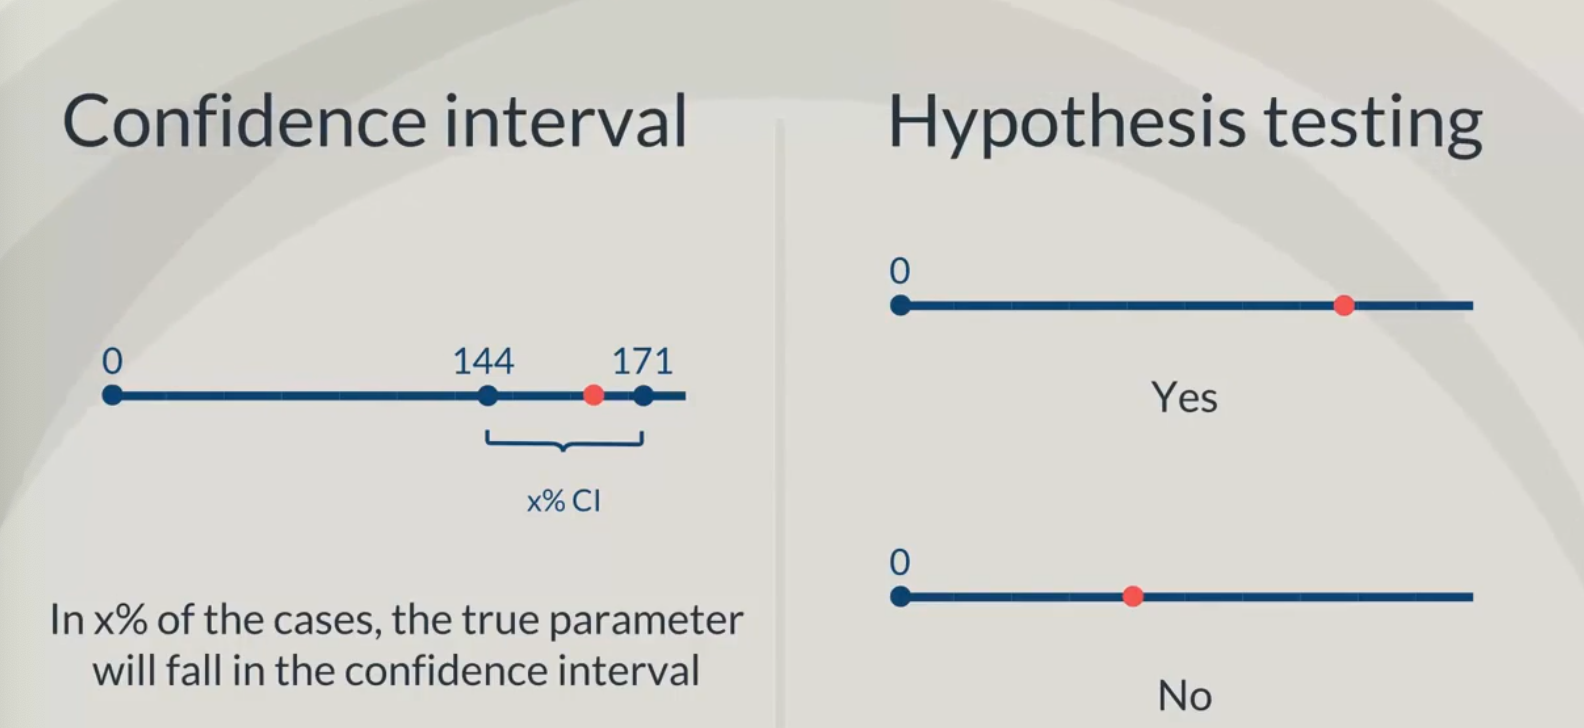 Confidence interval
0 144 171
x% CI
In x% of the cases, the true parameter
will fall in the confidence interval
Hypothesis testing
0
Yes
0
No